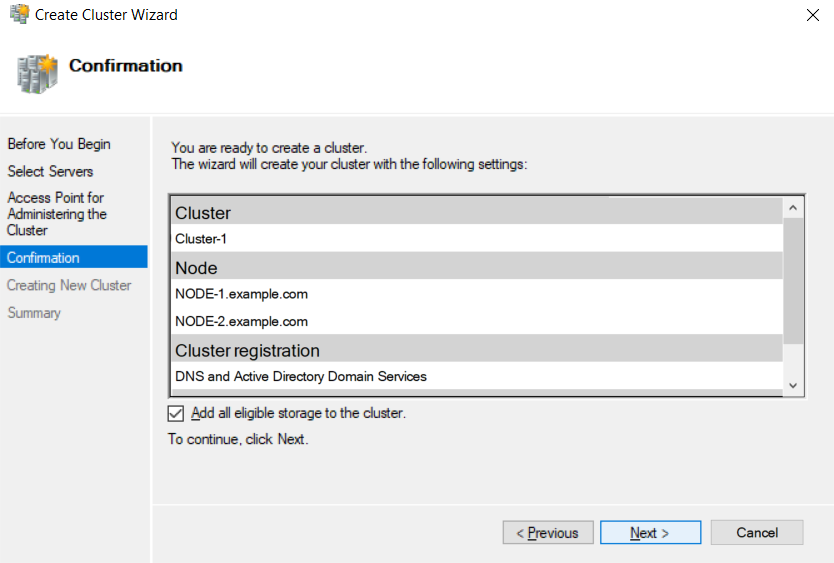 Create Cluster Wizard
Confirmation
Before You Begin
Select Servers
Access Point for
Administering the
Cluster
Confirmation
Creating New Cluster
Summary
You are ready to create a cluster.
The wizard will create your cluster with the following settings:
Cluster
Cluster-1
Node
NODE-1.example.com
NODE-2.example.com
Cluster registration
DNS and Active Directory Domain Services
Add all eligible storage to the cluster.
To continue, click Next.
< Previous
Next >
Cancel